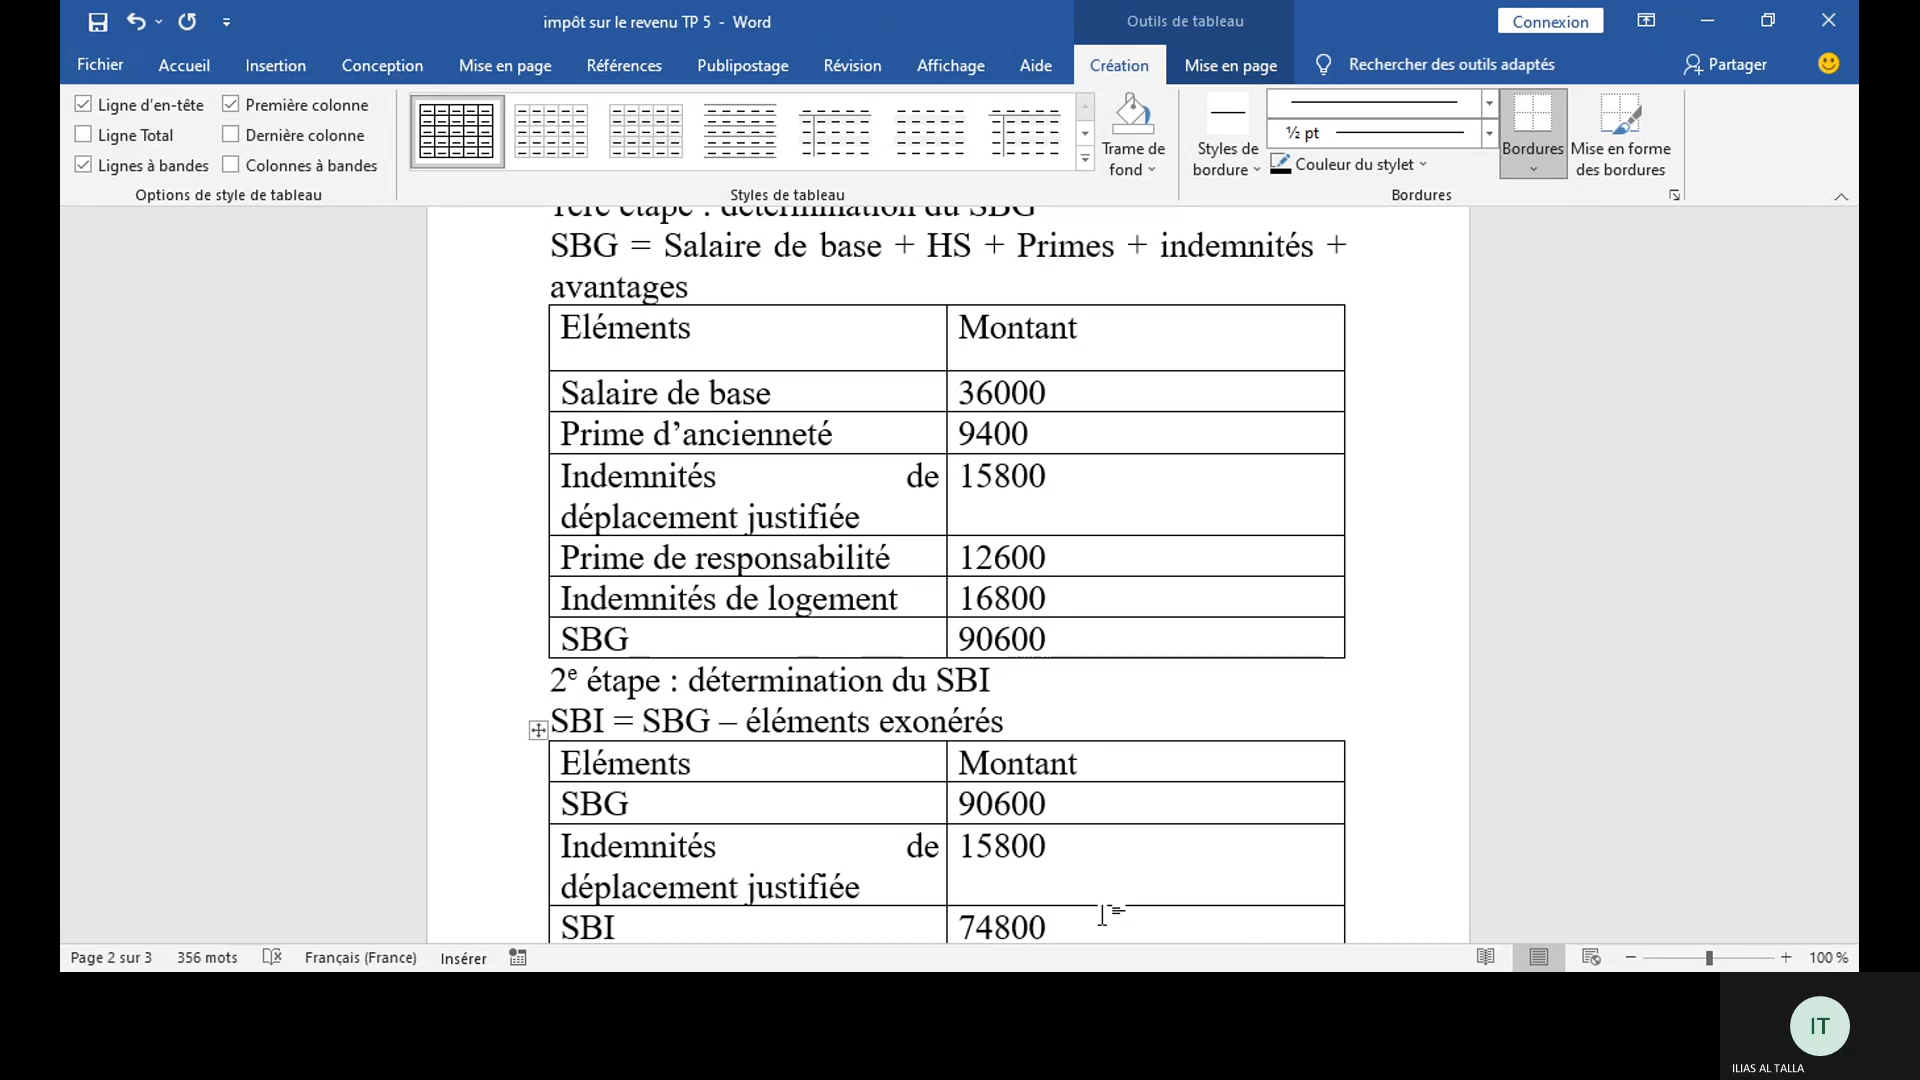 impôt sur le revenu TP 5 - Word
Outils de tableau
Connexion
Fichier
Accueil
Insertion
Conception
Mise en page
Références
Publipostage
Révision
Affichage
Aide
Création
Mise en page
Rechercher des outils adaptés
Partager
Ligne d'en-tête
Première colonne
Ligne Total
Dernière colonne
Lignes à bandes
Colonnes à bandes
Options de style de tableau
Styles de tableau
Trame de
fond
Styles de
bordure
½ pt
Couleur du stylet
Bordures
Mise en forme
des bordures
Bordures
1ère étape : détermination du SBG
SBG = Salaire de base + HS + Primes + indemnités +
avantages
Eléments Montant
Salaire de base 36000
Prime d’ancienneté 9400
Indemnités de 15800
déplacement justifiée
Prime de responsabilité 12600
Indemnités de logement 16800
SBG 90600
2e étape : détermination du SBI
SBI = SBG – éléments exonérés
Eléments Montant
SBG 90600
Indemnités de 15800
déplacement justifiée
SBI 74800
Page 2 sur 3
356 mots
Français (France)
Insérer
100 %
IT
ILIAS AL TALLA